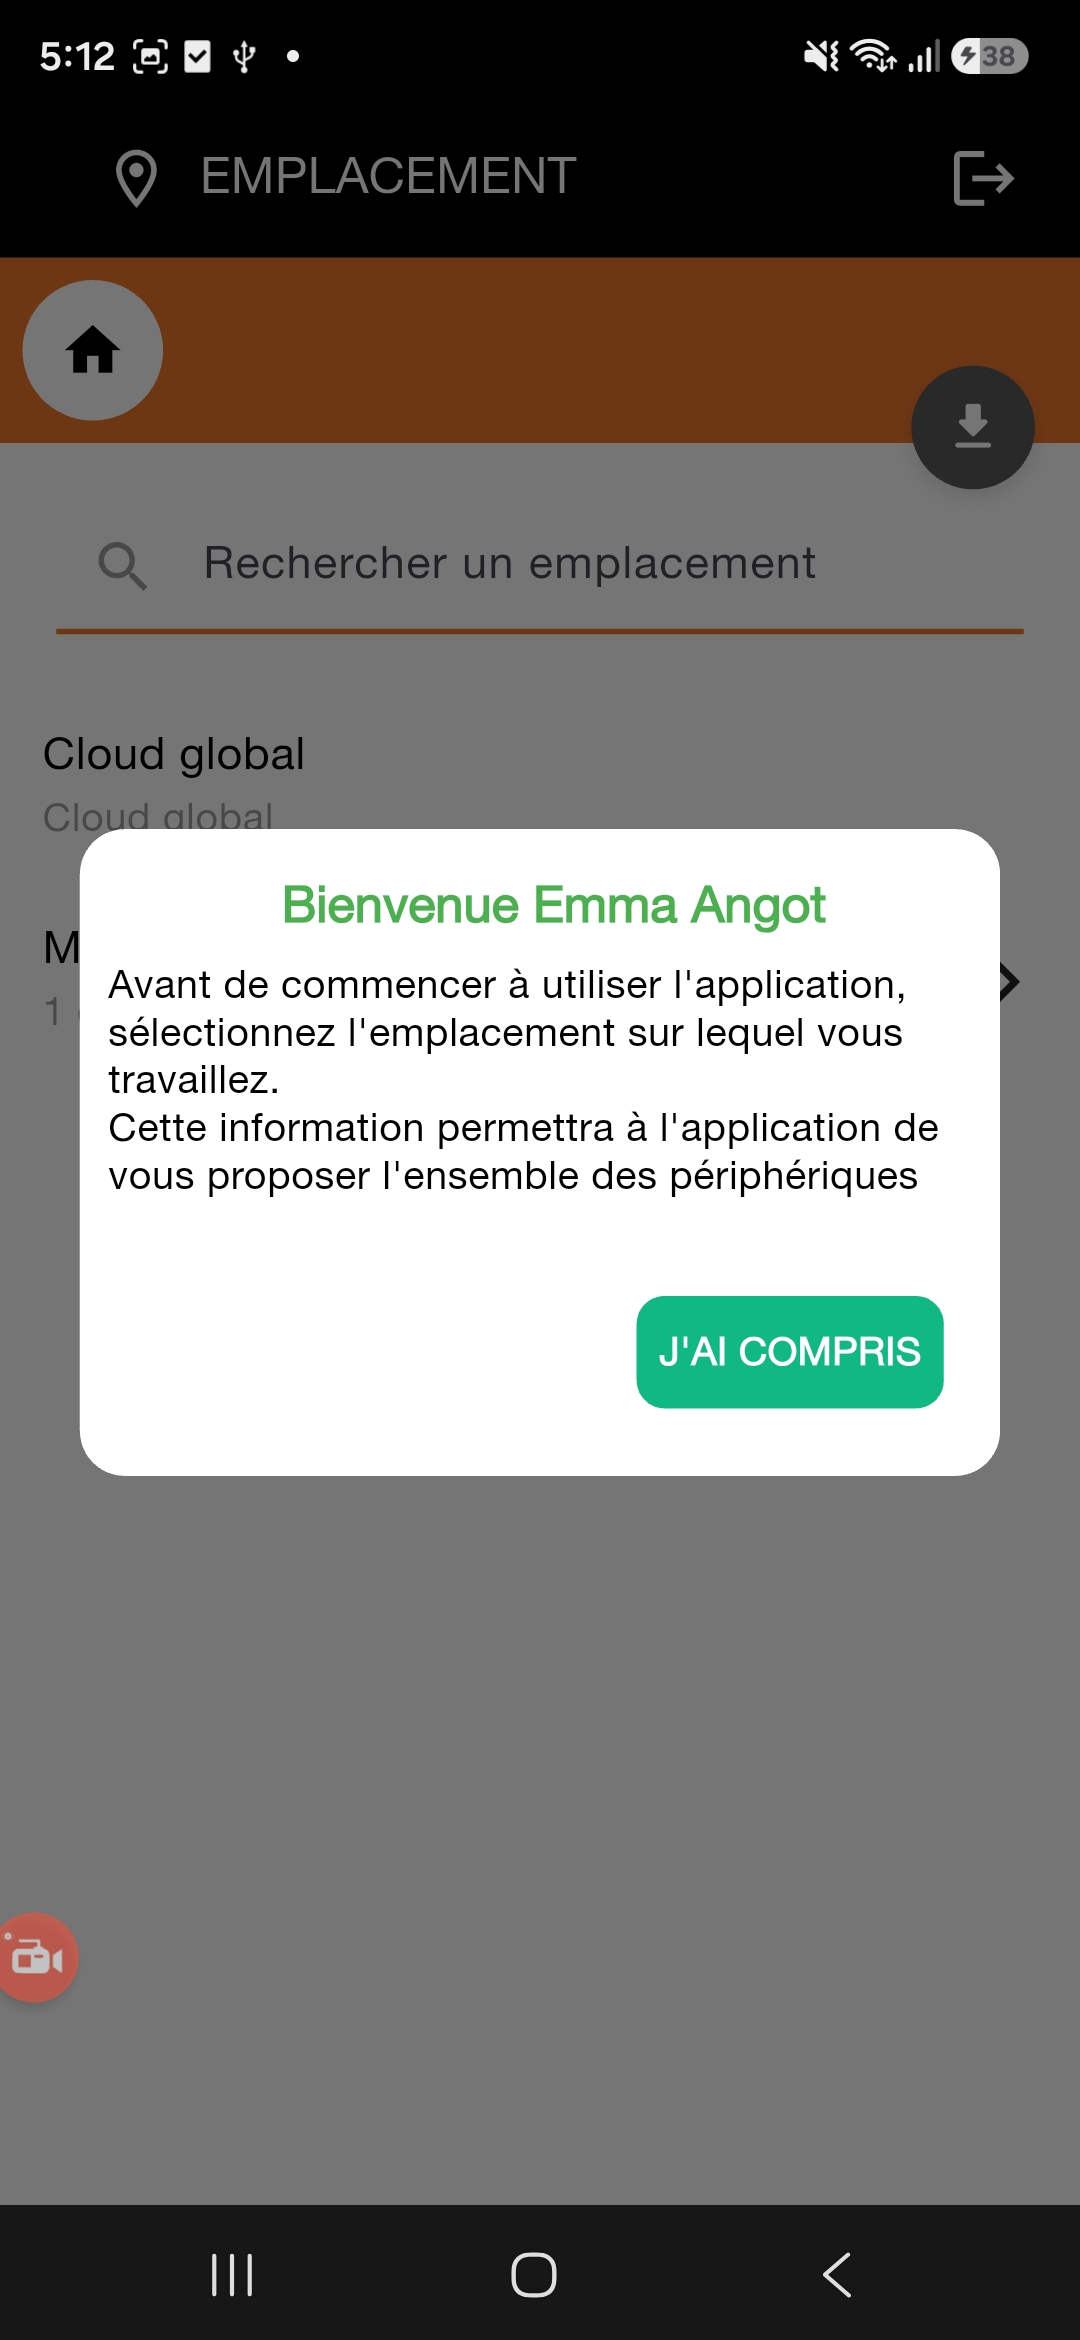 5:12
38
EMPLACEMENT
Rechercher un emplacement
Cloud global
Cloud global
Bienvenue Emma Angot
M
1
Avant de commencer à utiliser l'application,
sélectionnez l'emplacement sur lequel vous
travaillez.
Cette information permettra à l'application de
vous proposer l'ensemble des périphériques
J'AI COMPRIS